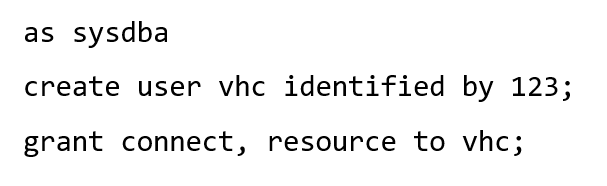 as sysdba
create user vhc identified by 123;
grant connect, resource to vhc;